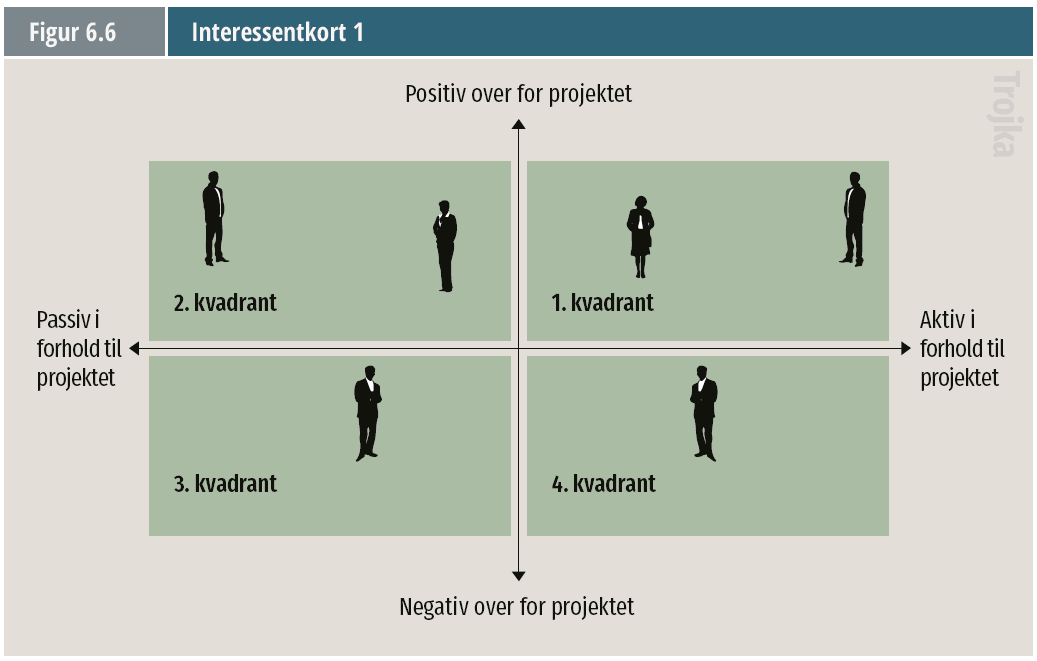 Figur 6.6
Interessentkort 1
Trojka
Positiv over for projektet
2. kvadrant
1. kvadrant
Passiv i
forhold til
projektet
Aktiv i
forhold til
projektet
3. kvadrant
4. kvadrant
Negativ over for projektet